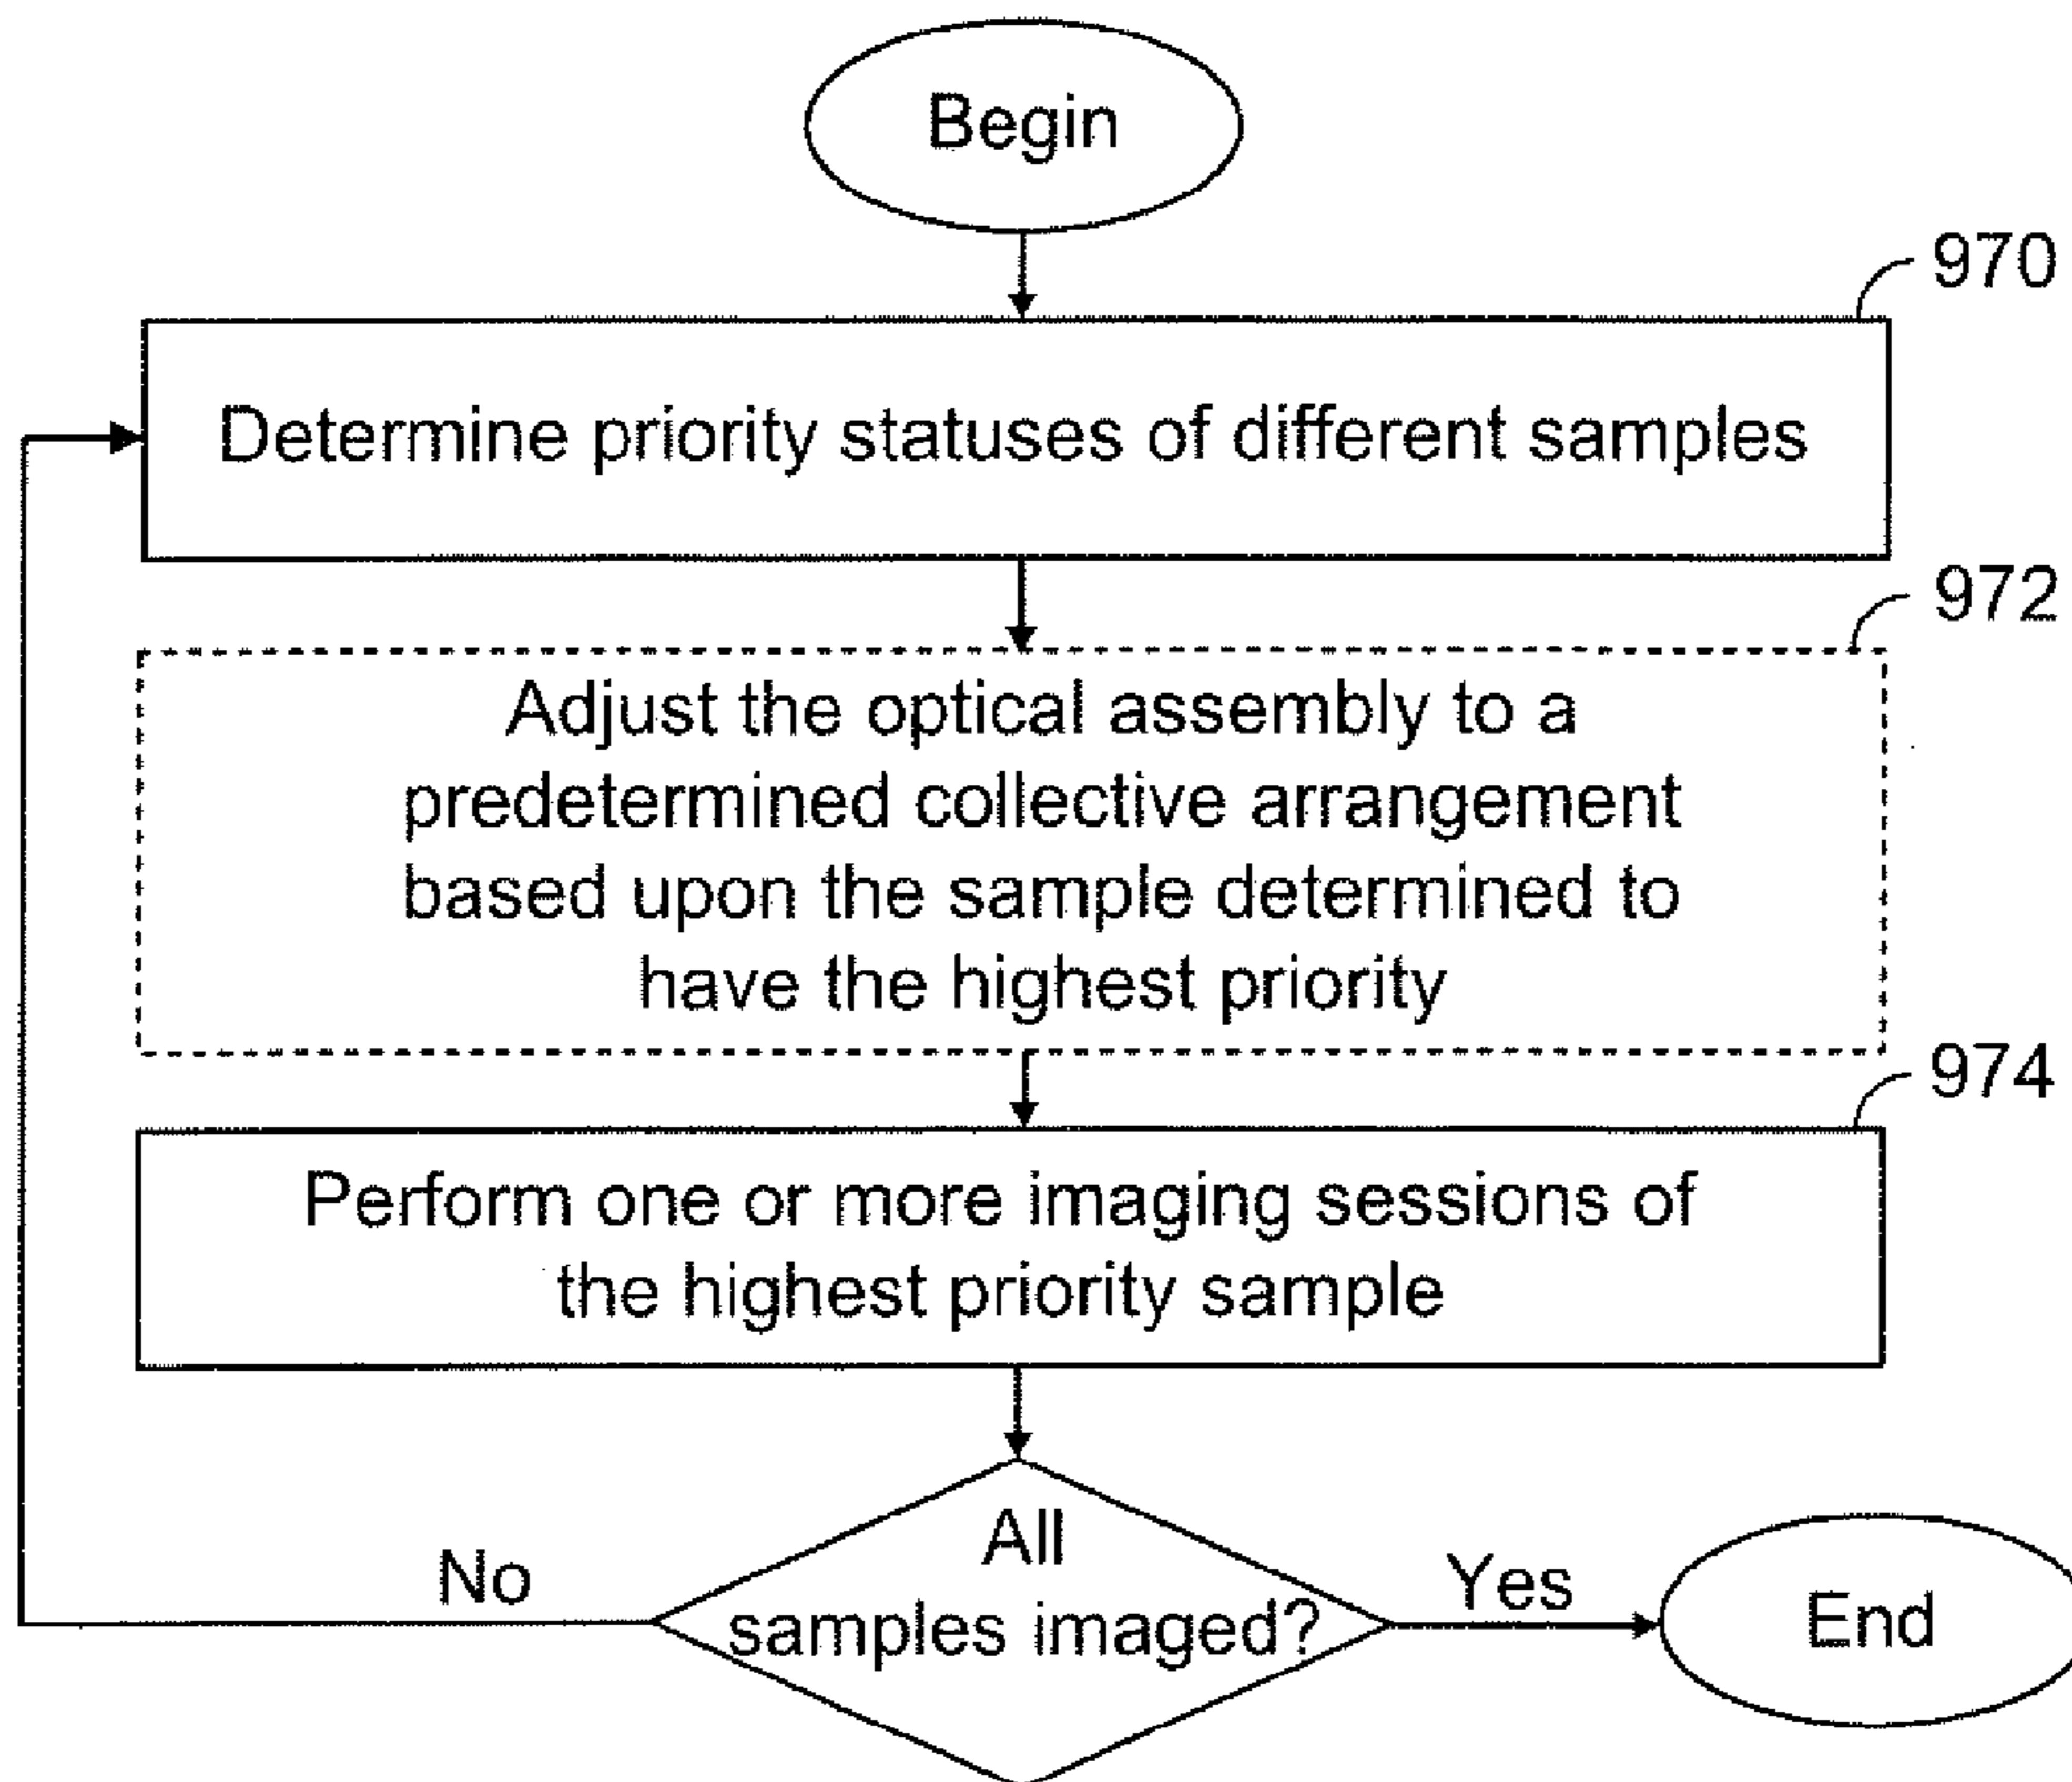 Begin
970
Determine priority statuses of different samples
972
Adjust the optical assembly to a
predetermined collective arrangement
based upon the sample determined to
have the highest priority
974
Perform one or more imaging sessions of
the highest priority sample
All
samples imaged?
No
Yes
End